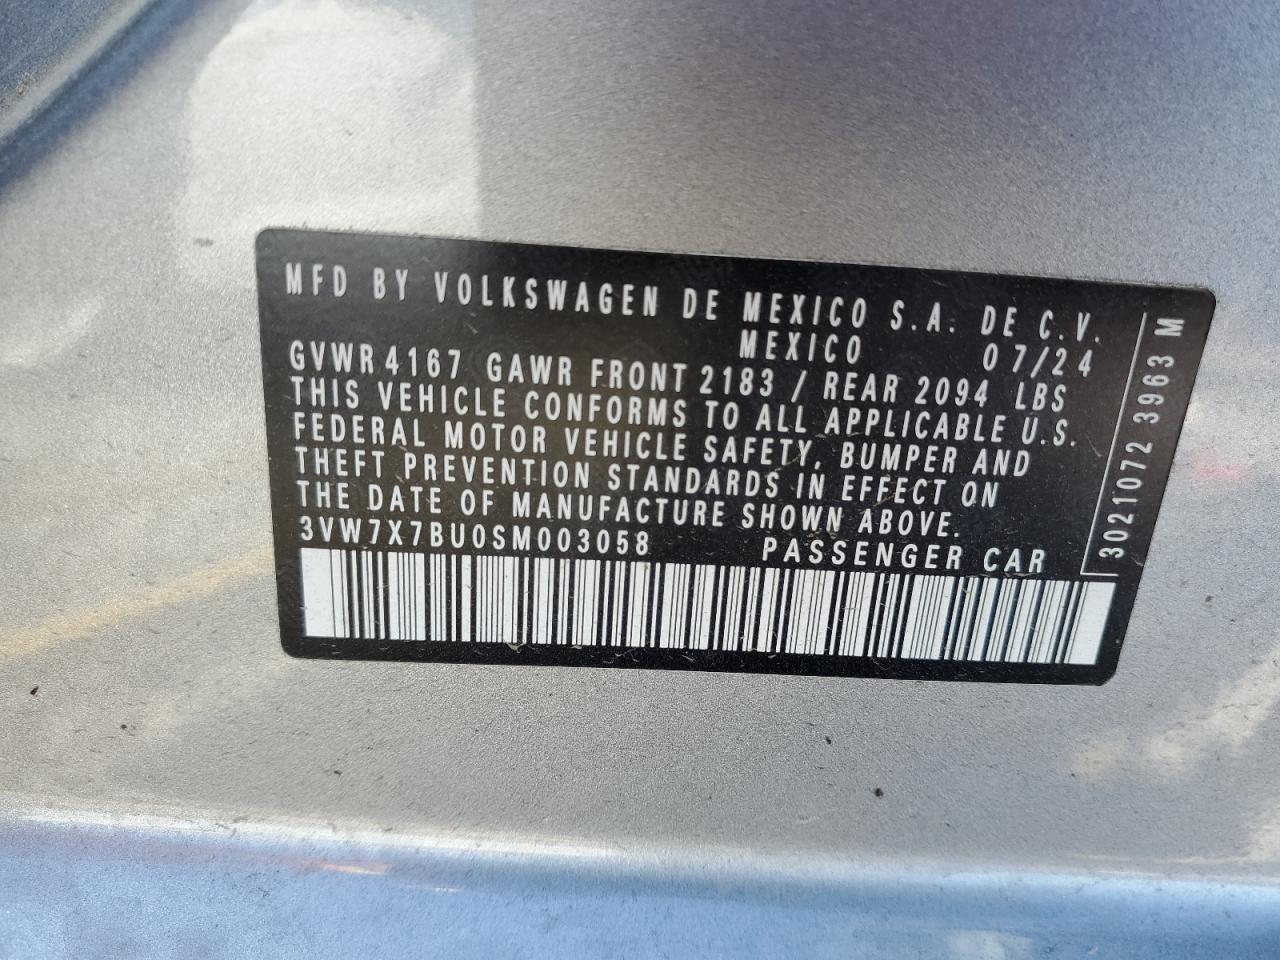 MFD BY VOLKSWAGEN DE MEXICO S.A. DE C.V.
MEXICO 07/24
GVWR 4167 GAWR FRONT 2183 / REAR 2094 LBS
THIS VEHICLE CONFORMS TO ALL APPLICABLE U.S.
FEDERAL MOTOR VEHICLE SAFETY, BUMPER AND
THEFT PREVENTION STANDARDS IN EFFECT ON
THE DATE OF MANUFACTURE SHOWN ABOVE.
3VW7X7BU0SM003058 PASSENGER CAR
3021072 3963 M